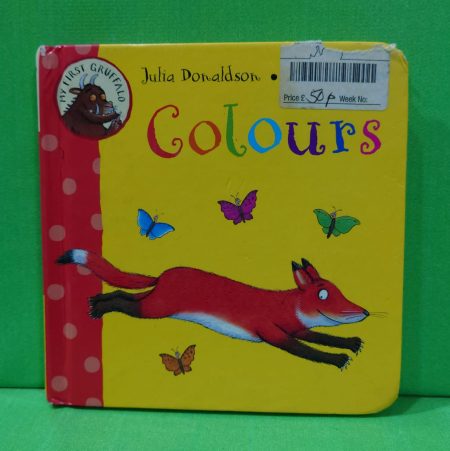 MY FIRST GRUFFALO
Julia Donaldson •
Price £ 50p Week No:
Colours